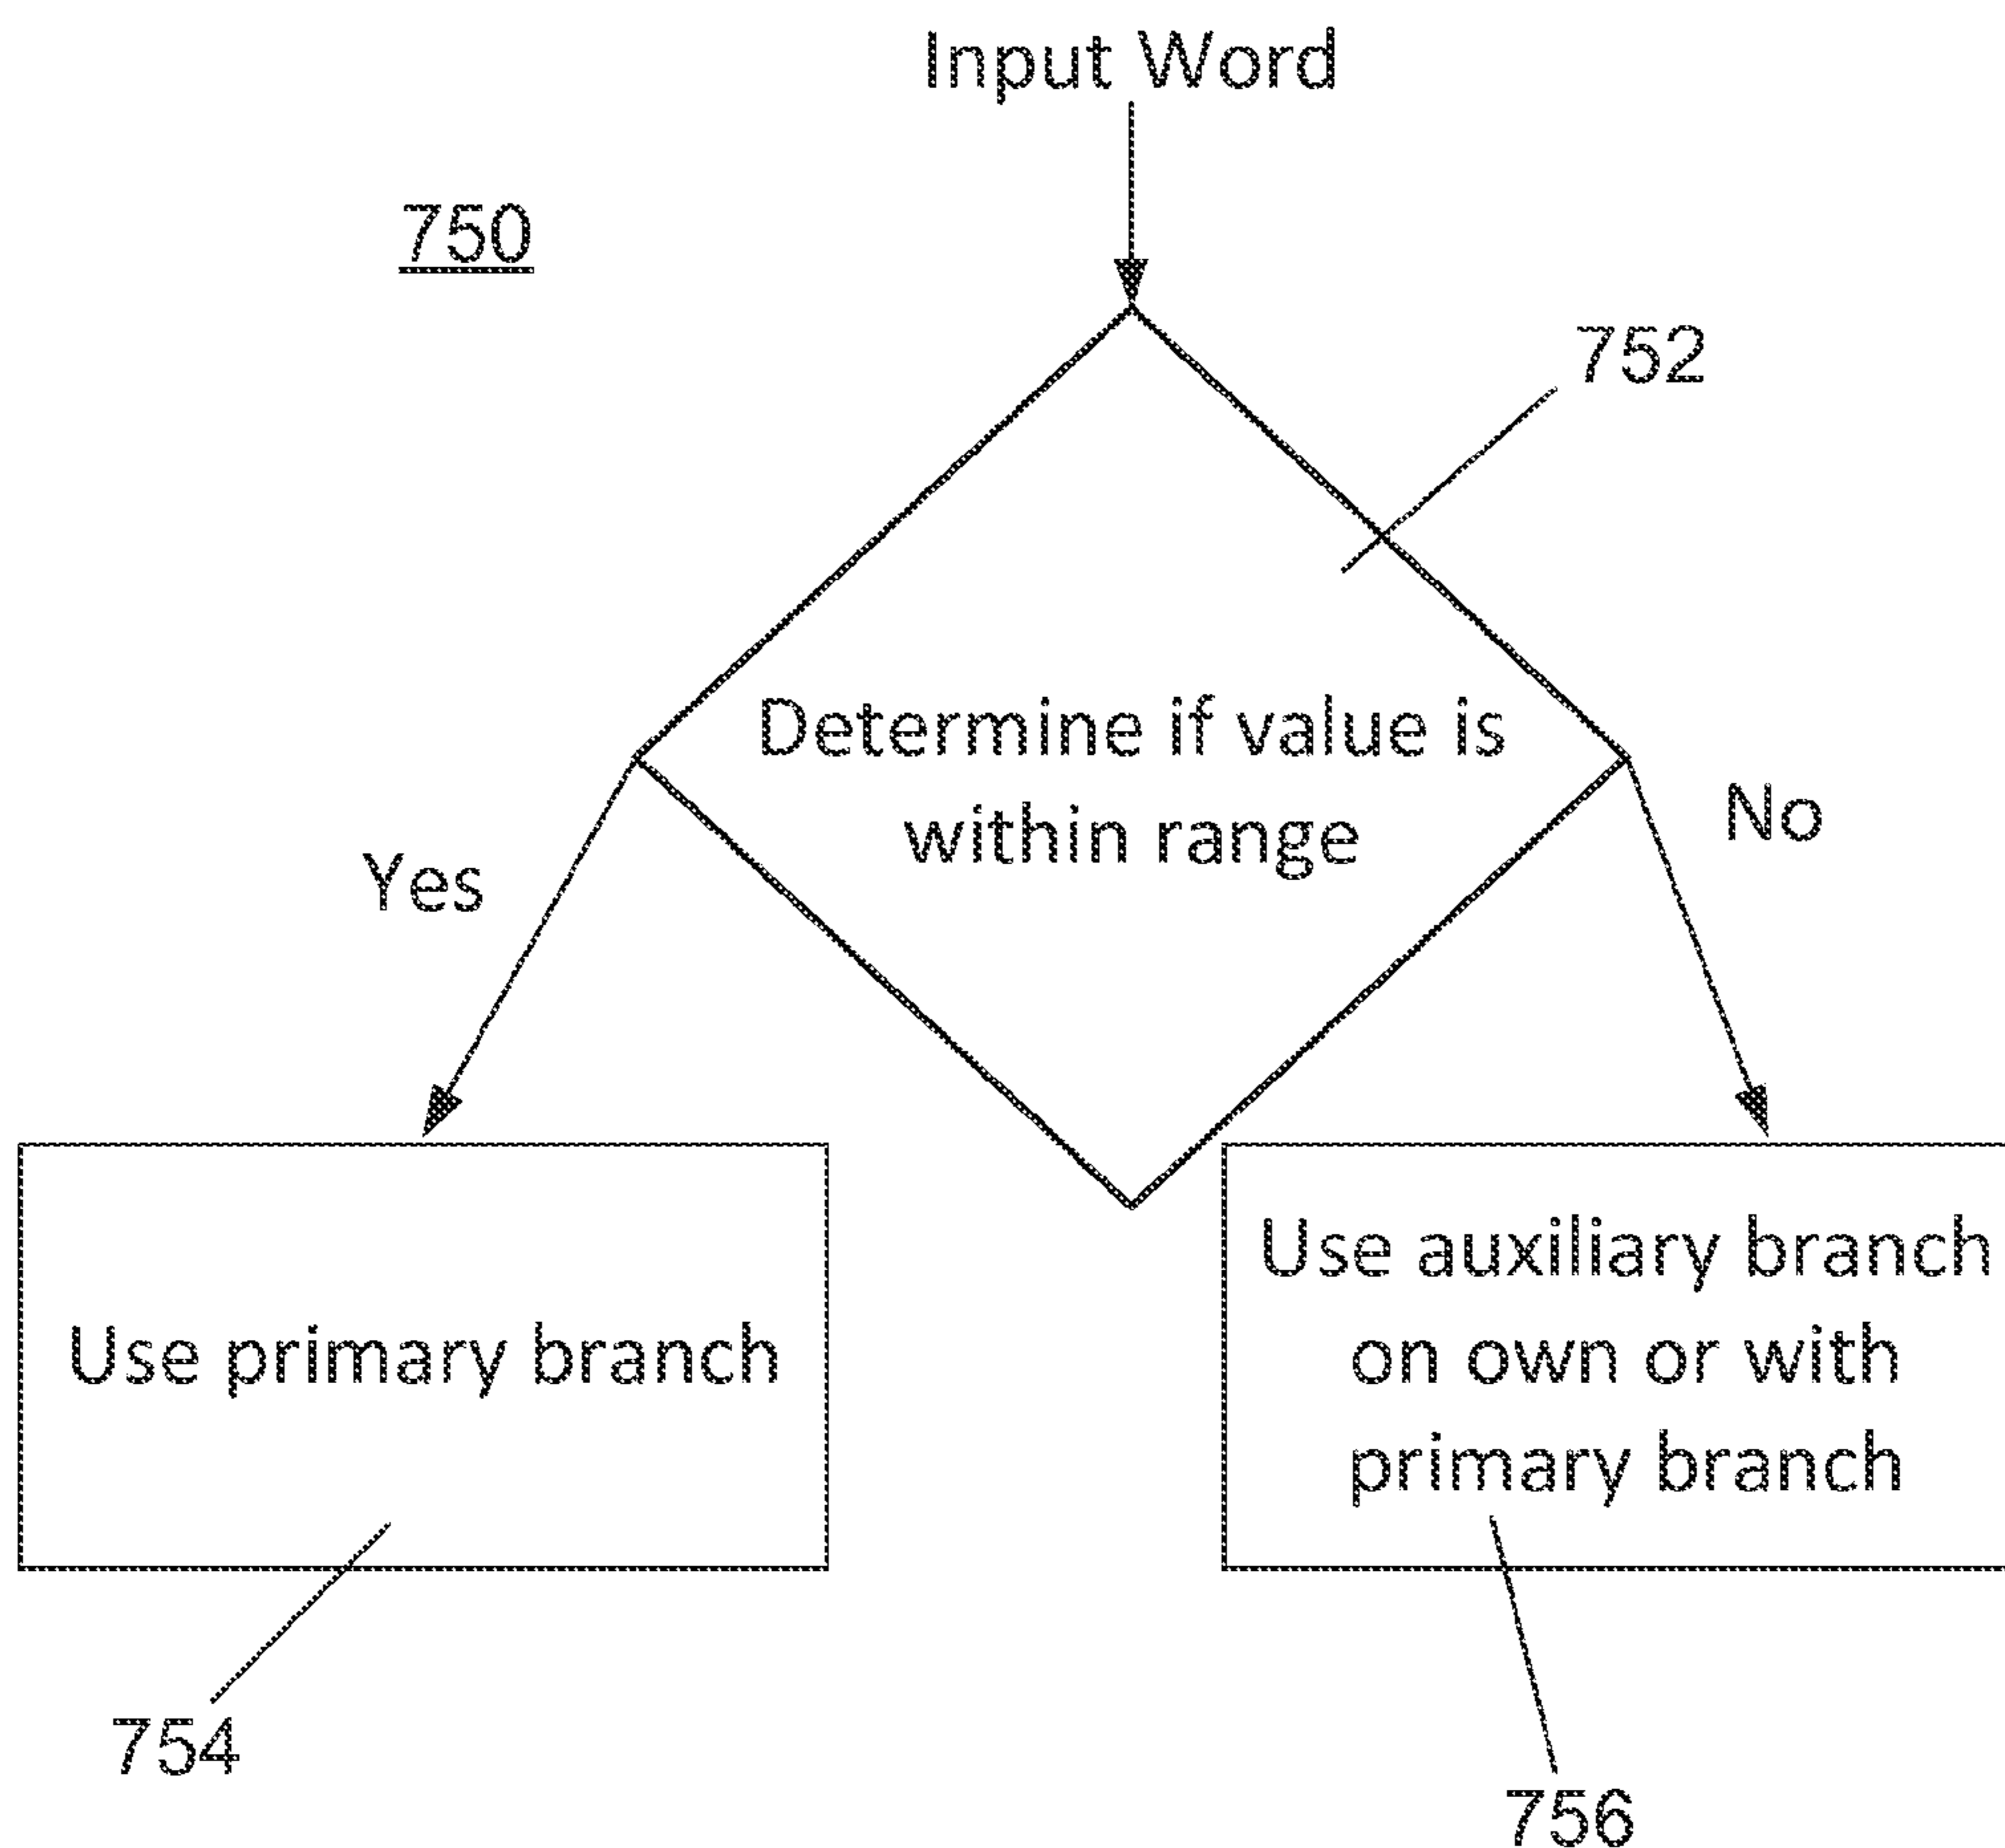 Input Word
750
752
Determine if value is
within range
No
Yes
Use auxiliary branch
Use primary branch
on own or with
primary branch
754
756